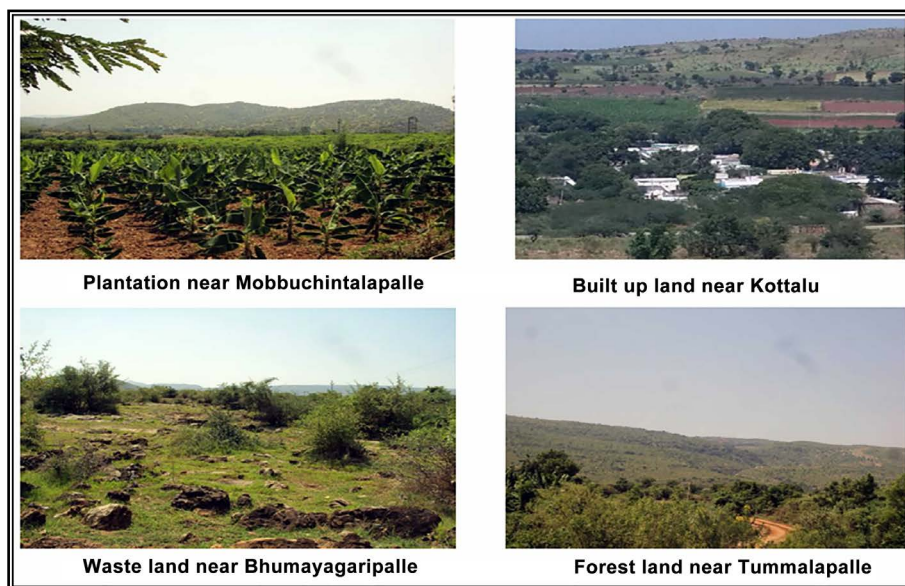 Plantation near Mobbuchintalapalle
Built up land near Kottalu
Waste land near Bhumayagaripalle
Forest land near Tummalapalle